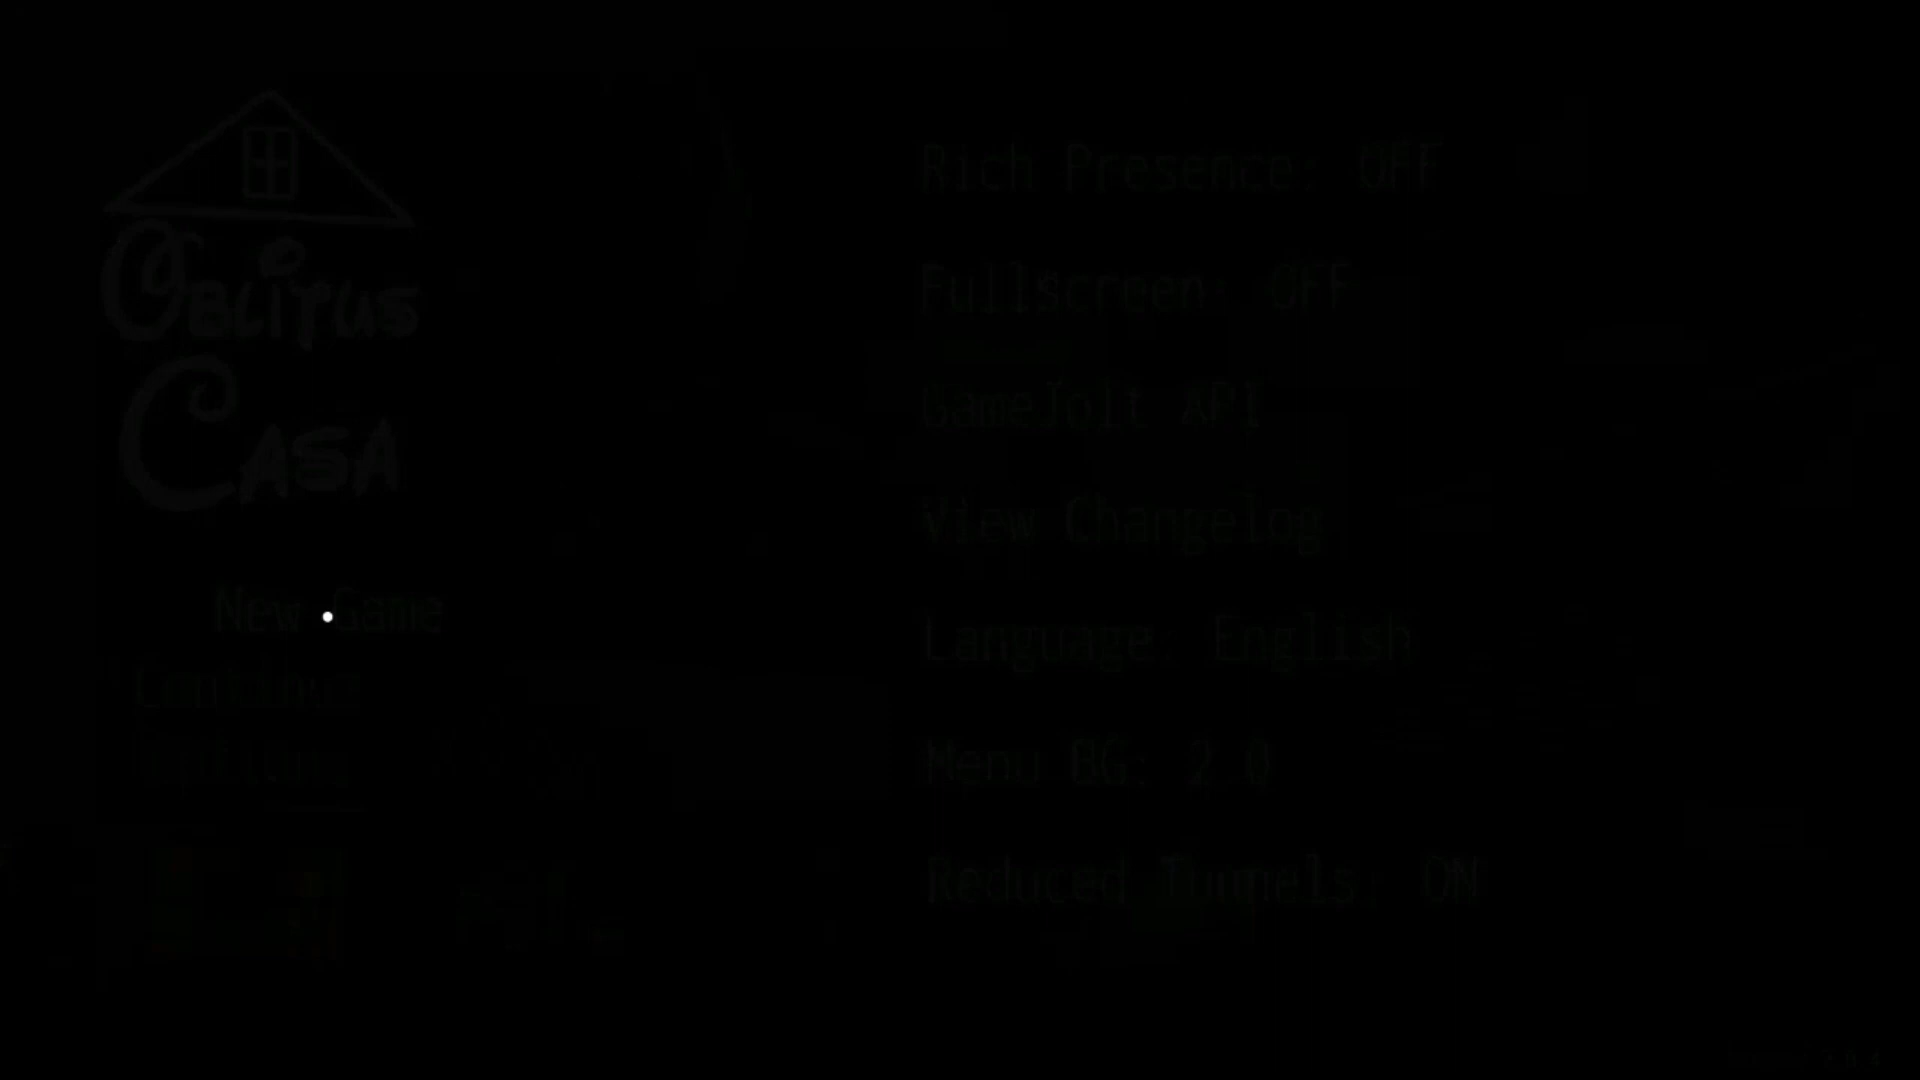 Oblitus
Casa
New Game
Continue
Options
Rich Presence: OFF
Fullscreen: OFF
GameJolt API
View Changelog
Language: English
Menu BG: 2.0
Reduced Tunnels: ON